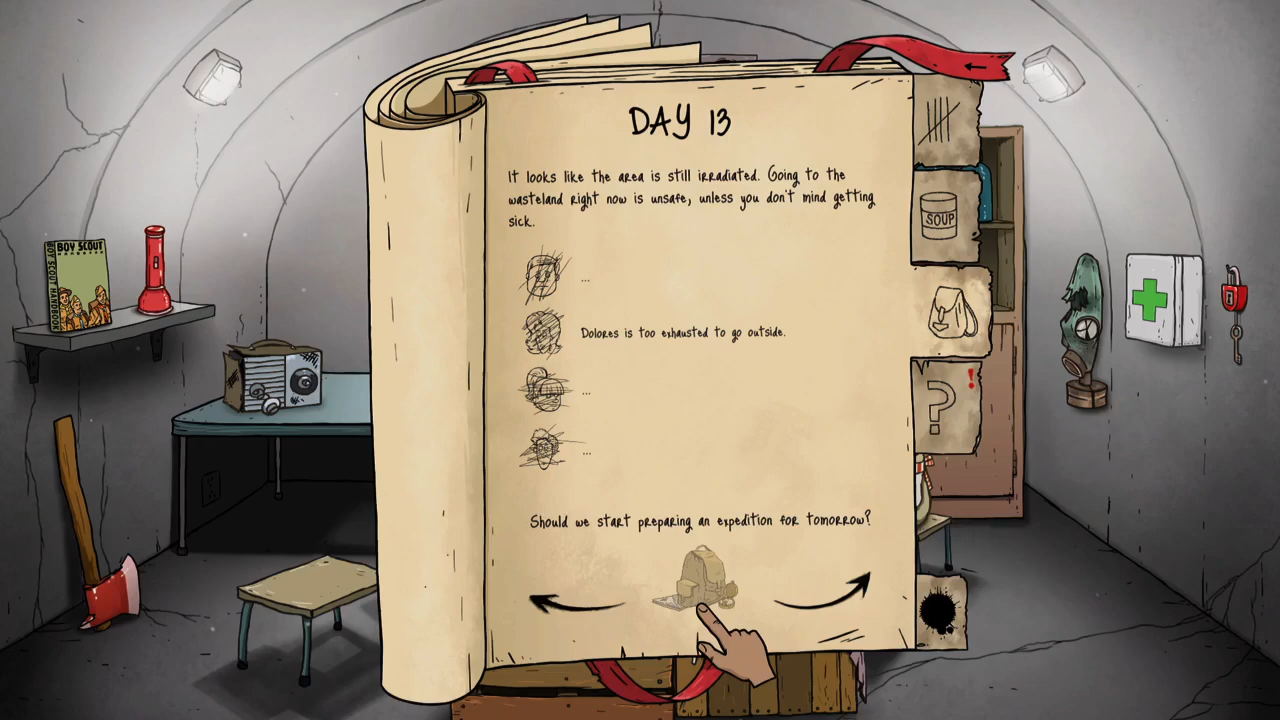 DAY 13
It looks like the area is still irradiated. Going to the
wasteland right now is unsafe, unless you don't mind getting
sick.
...
Dolores is too exhausted to go outside.
...
...
Should we start preparing an expedition for tomorrow?
SOUP
?
!
BOY SCOUT
BOY SCOUT HANDBOOK